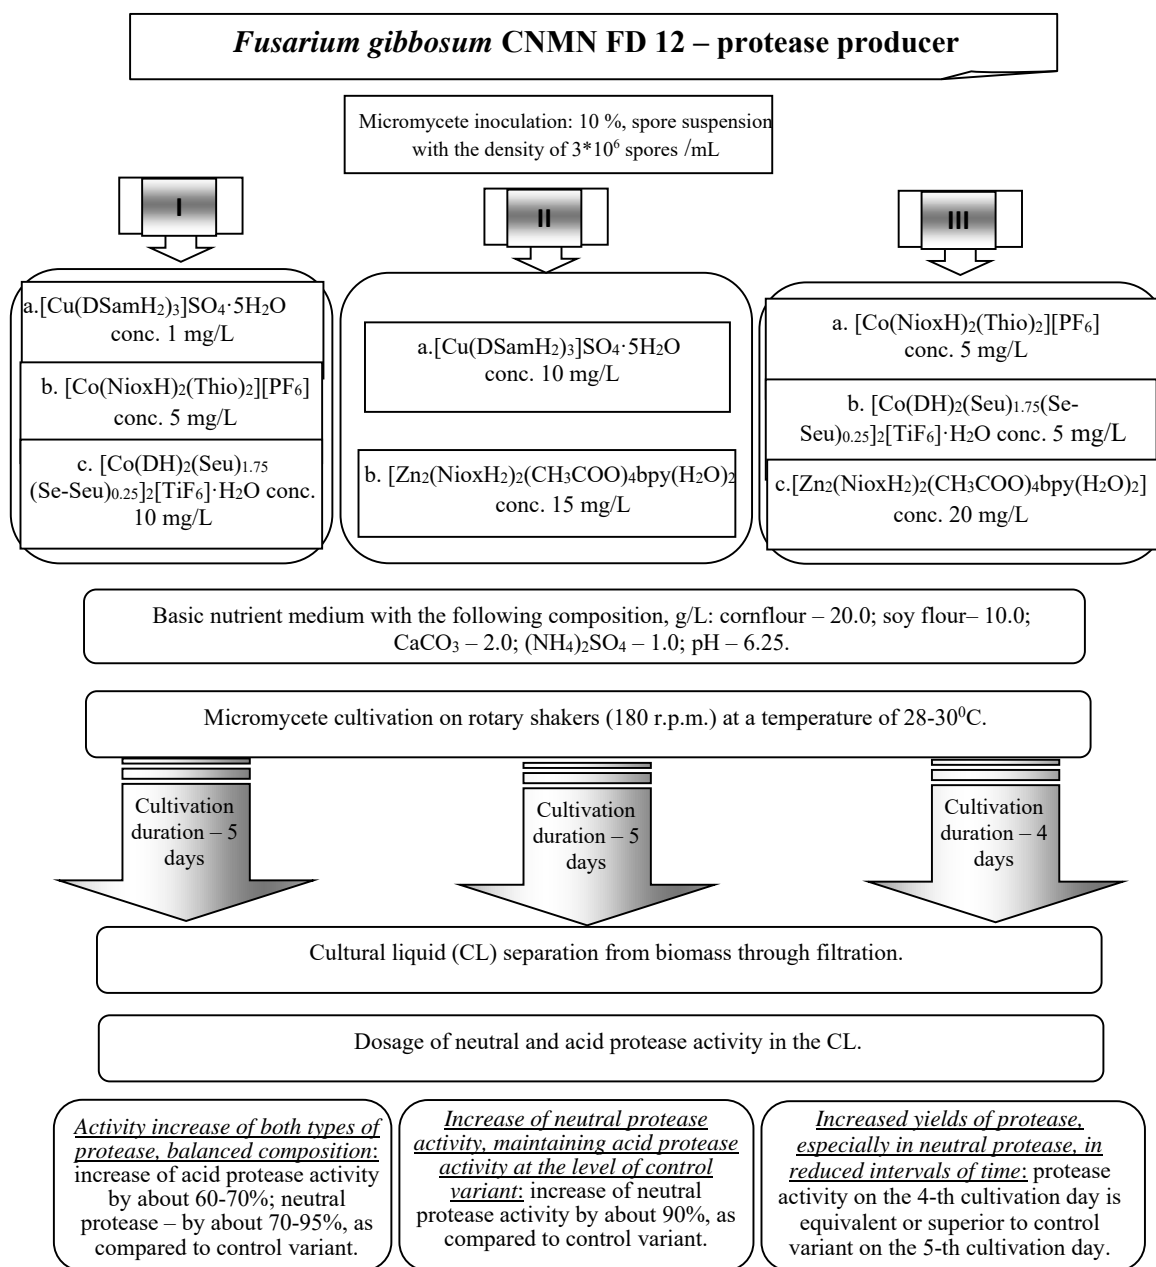 Fusarium gibbosum CNMN FD 12 – protease producer
Micromycete inoculation: 10 %, spore suspension
with the density of 3*10⁶ spores /mL
I
II
III
a.[Cu(DSamH₂)₃]SO₄·5H₂O
conc. 1 mg/L
b. [Co(NioxH)₂(Thio)₂][PF₆]
conc. 5 mg/L
c. [Co(DH)₂(Seu)₁.₇₅
(Se-Seu)₀.₂₅]₂[TiF₆]·H₂O conc.
10 mg/L
a.[Cu(DSamH₂)₃]SO₄·5H₂O
conc. 10 mg/L
b. [Zn₂(NioxH₂)₂(CH₃COO)₄bpy(H₂O)₂
conc. 15 mg/L
a. [Co(NioxH)₂(Thio)₂][PF₆]
conc. 5 mg/L
b. [Co(DH)₂(Seu)₁.₇₅(Se-
Seu)₀.₂₅]₂[TiF₆]·H₂O conc. 5 mg/L
c.[Zn₂(NioxH₂)₂(CH₃COO)₄bpy(H₂O)₂]
conc. 20 mg/L
Basic nutrient medium with the following composition, g/L: cornflour – 20.0; soy flour– 10.0;
CaCO₃ – 2.0; (NH₄)₂SO₄ – 1.0; pH – 6.25.
Micromycete cultivation on rotary shakers (180 r.p.m.) at a temperature of 28-30⁰C.
Cultivation
duration – 5
days
Cultivation
duration – 5
days
Cultivation
duration – 4
days
Cultural liquid (CL) separation from biomass through filtration.
Dosage of neutral and acid protease activity in the CL.
Activity increase of both types of
protease, balanced composition:
increase of acid protease activity
by about 60-70%; neutral
protease – by about 70-95%, as
compared to control variant.
Increase of neutral protease
activity, maintaining acid protease
activity at the level of control
variant: increase of neutral
protease activity by about 90%, as
compared to control variant.
Increased yields of protease,
especially in neutral protease, in
reduced intervals of time: protease
activity on the 4-th cultivation day is
equivalent or superior to control
variant on the 5-th cultivation day.